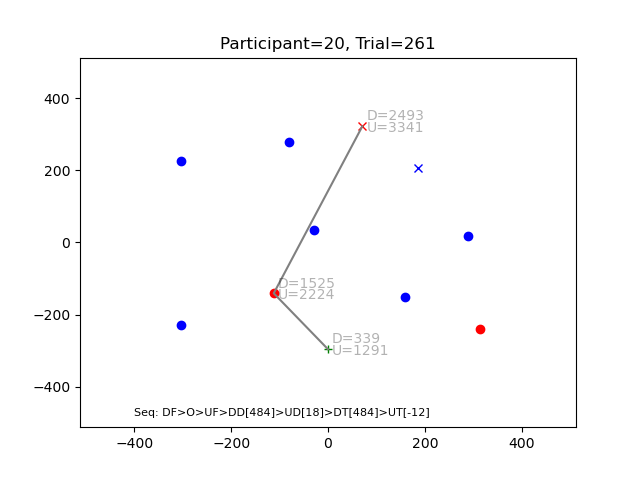 Participant=20, Trial=261
D=2493
U=3341
D=1525
U=2224
D=339
U=1291
Seq: DF>O>UF>DD[484]>UD[18]>DT[484]>UT[-12]
400
200
0
−200
−400
−400
−200
0
200
400